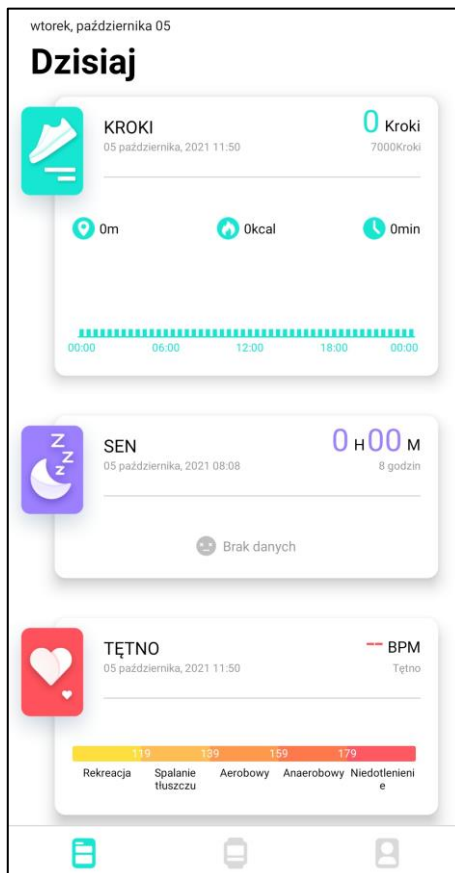 wtorek, października 05
Dzisiaj
KROKI
0 Kroki
05 października, 2021 11:50
7000Kroki
0m
0kcal
0min
00:00 06:00 12:00 18:00 00:00
Z
Z
Z
SEN
0 H 00 M
05 października, 2021 08:08
8 godzin
Brak danych
TĘTNO
-- BPM
05 października, 2021 11:50
Tętno
119 139 159 179
Rekreacja Spalanie Aerobowy Anaerobowy Niedotlenieni
tłuszczu e